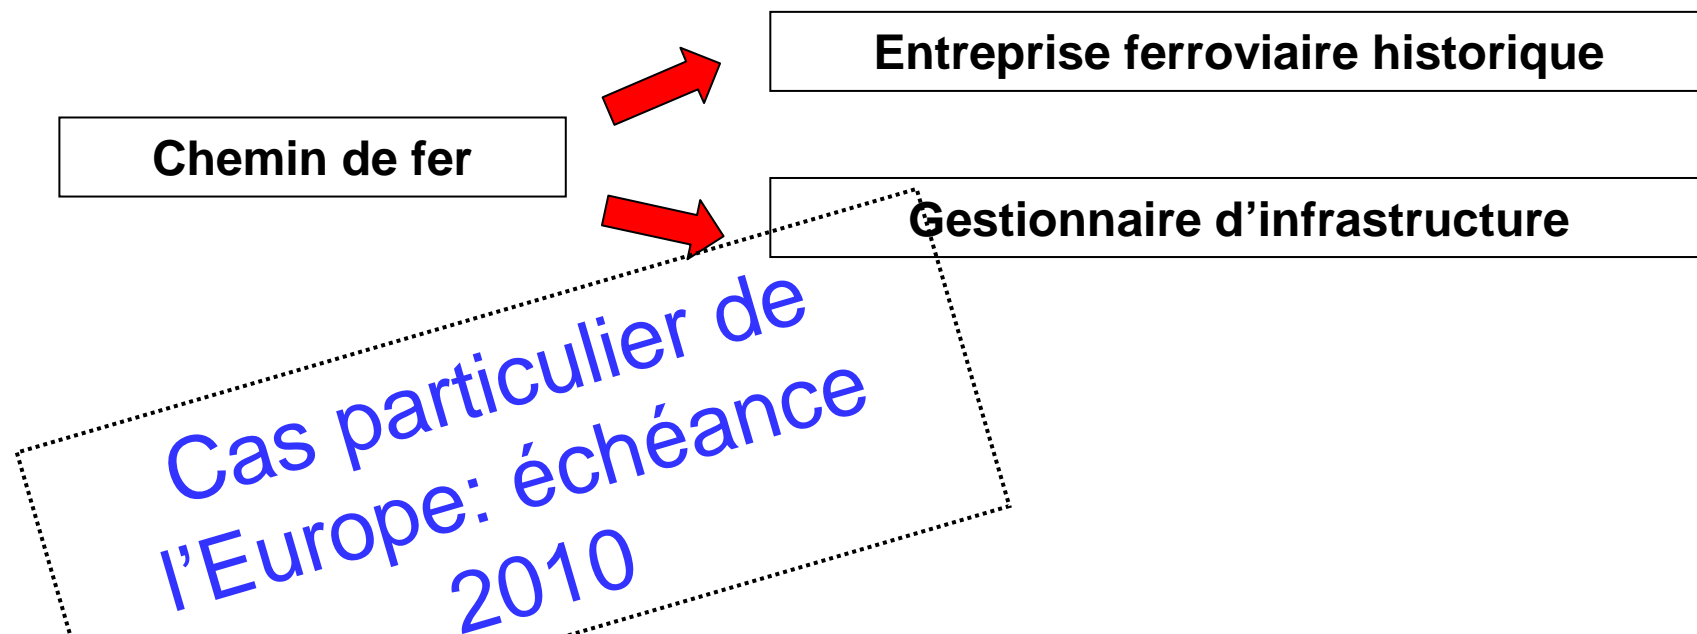 Entreprise ferroviaire historique
Chemin de fer
Gestionnaire d’infrastructure
Cas particulier de
l’Europe: échéance
2010